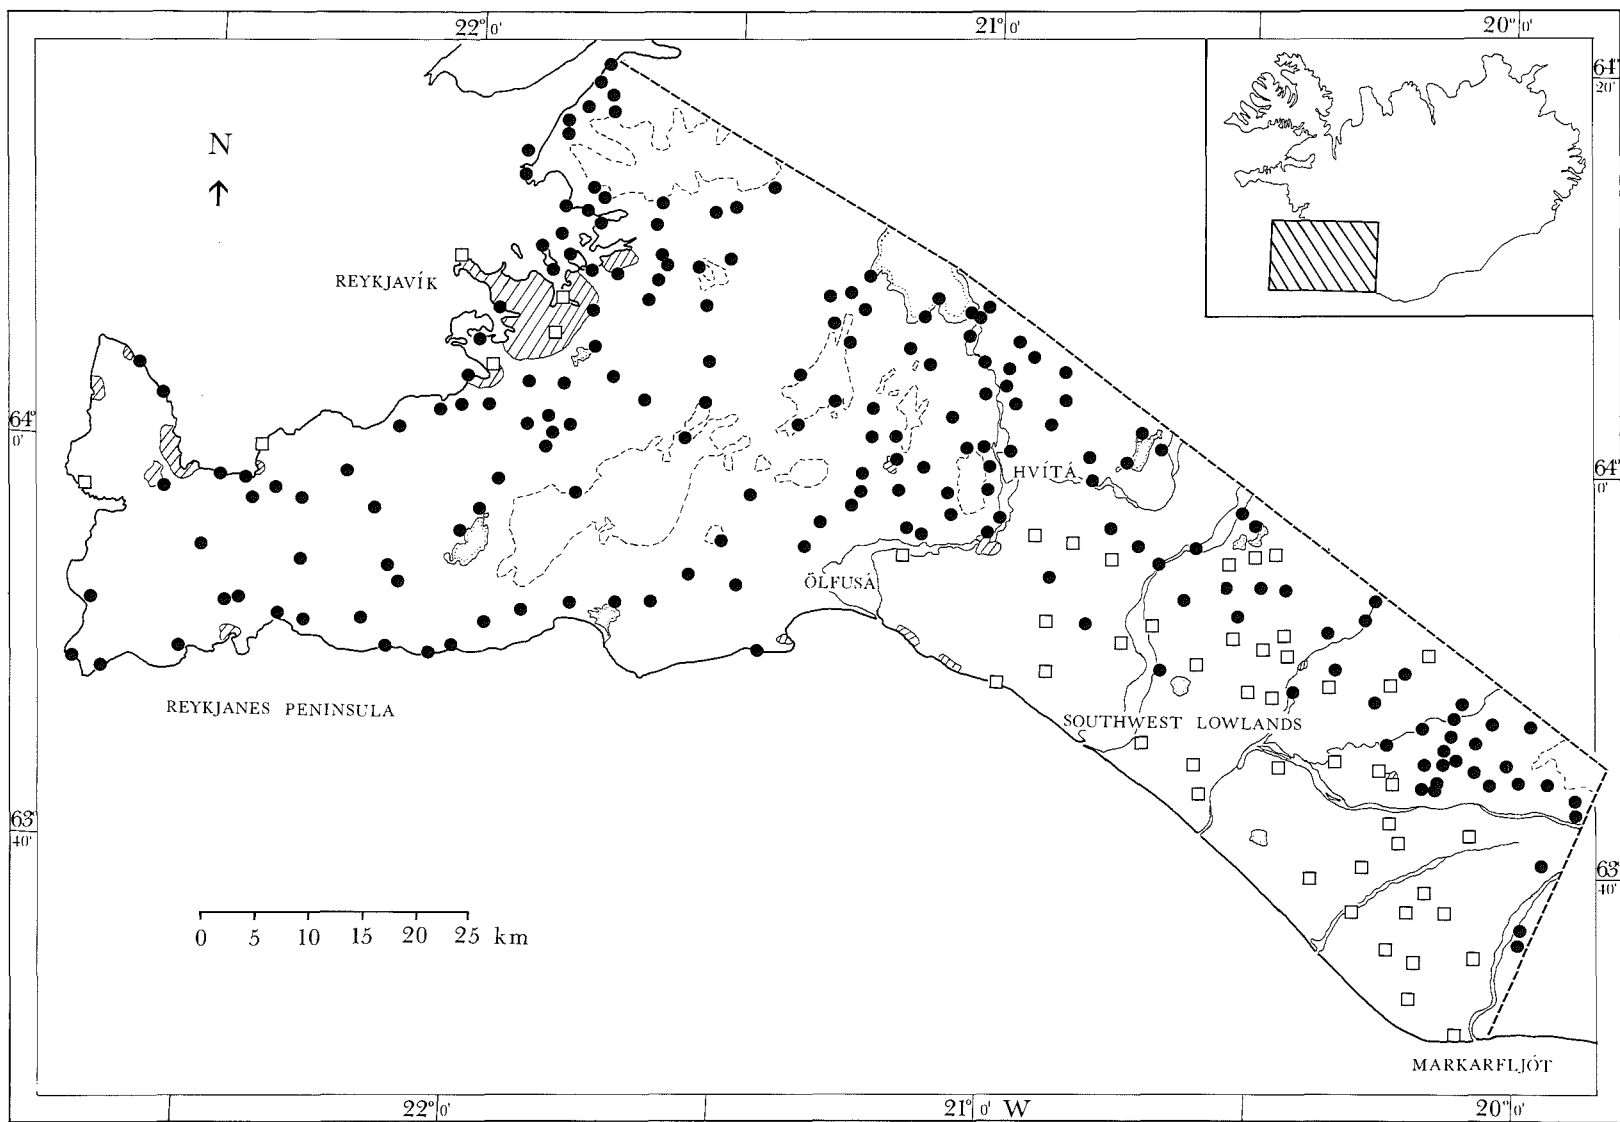 22° 0'
21° 0'
20° 0'
64° 20'
N
REYKJAVÍK
64° 0'
HVÍTÁ
64° 0'
ÖLFUSÁ
REYKJANES PENINSULA
SOUTHWEST LOWLANDS
63° 40'
63° 40'
0 5 10 15 20 25 km
MARKARFLJÓT
22° 0'
21° 0' W
20° 0'